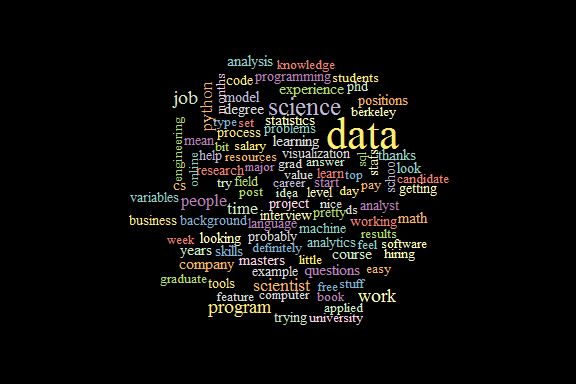 analysis knowledge
code programming students
months experience phd
job python model science positions
degree statistics berkeley
type set data
engineering process problems
mean bit salary learning sql stats
online help resources visualization thanks
research major grad answer school look
cs try field career value learn top candidate
post idea start level day pay getting
variables people project nice ds analyst
time interview pretty
business background language working math
machine results
week looking probably analytics feel software
years skills definitely course hiring
company masters little
example questions easy
graduate tools scientist free stuff
feature computer book work
program applied
trying university